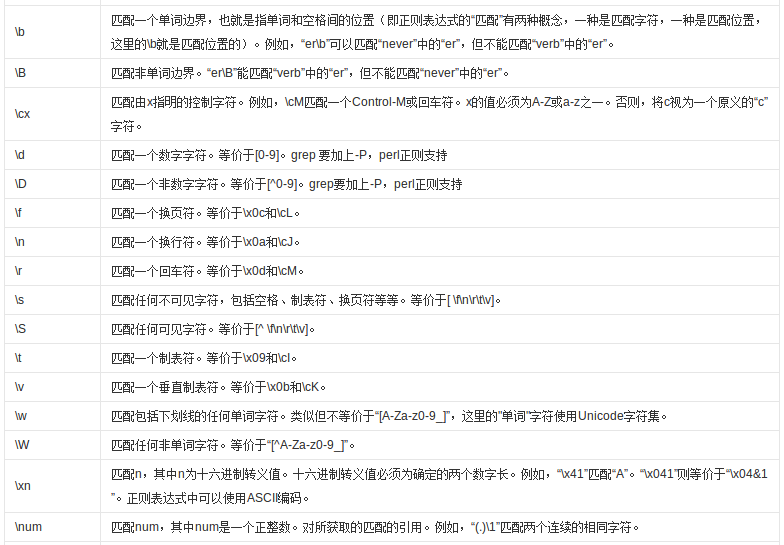 \b
匹配一个单词边界，也就是指单词和空格间的位置（即正则表达式的“匹配”有两种概念，一种是匹配字符，一种是匹配位置，
这里的\b就是匹配位置的）。例如，“er\b”可以匹配“never”中的“er”，但不能匹配“verb”中的“er”。
\B
匹配非单词边界。“er\B”能匹配“verb”中的“er”，但不能匹配“never”中的“er”。
\cx
匹配由x指明的控制字符。例如，\cM匹配一个Control-M或回车符。x的值必须为A-Z或a-z之一。否则，将c视为一个原义的“c”
字符。
\d
匹配一个数字字符。等价于[0-9]。grep 要加上-P，perl正则支持
\D
匹配一个非数字字符。等价于[^0-9]。grep要加上-P，perl正则支持
\f
匹配一个换页符。等价于\x0c和\cL。
\n
匹配一个换行符。等价于\x0a和\cJ。
\r
匹配一个回车符。等价于\x0d和\cM。
\s
匹配任何不可见字符，包括空格、制表符、换页符等等。等价于[ \f\n\r\t\v]。
\S
匹配任何可见字符。等价于[^ \f\n\r\t\v]。
\t
匹配一个制表符。等价于\x09和\cI。
\v
匹配一个垂直制表符。等价于\x0b和\cK。
\w
匹配包括下划线的任何单词字符。类似但不等价于“[A-Za-z0-9_]”，这里的"单词"字符使用Unicode字符集。
\W
匹配任何非单词字符。等价于“[^A-Za-z0-9_]”。
\xn
匹配n，其中n为十六进制转义值。十六进制转义值必须为确定的两个数字长。例如，“\x41”匹配“A”。“\x041”则等价于“\x04&1
”。正则表达式中可以使用ASCII编码。
\num
匹配num，其中num是一个正整数。对所获取的匹配的引用。例如，“(.)\1”匹配两个连续的相同字符。